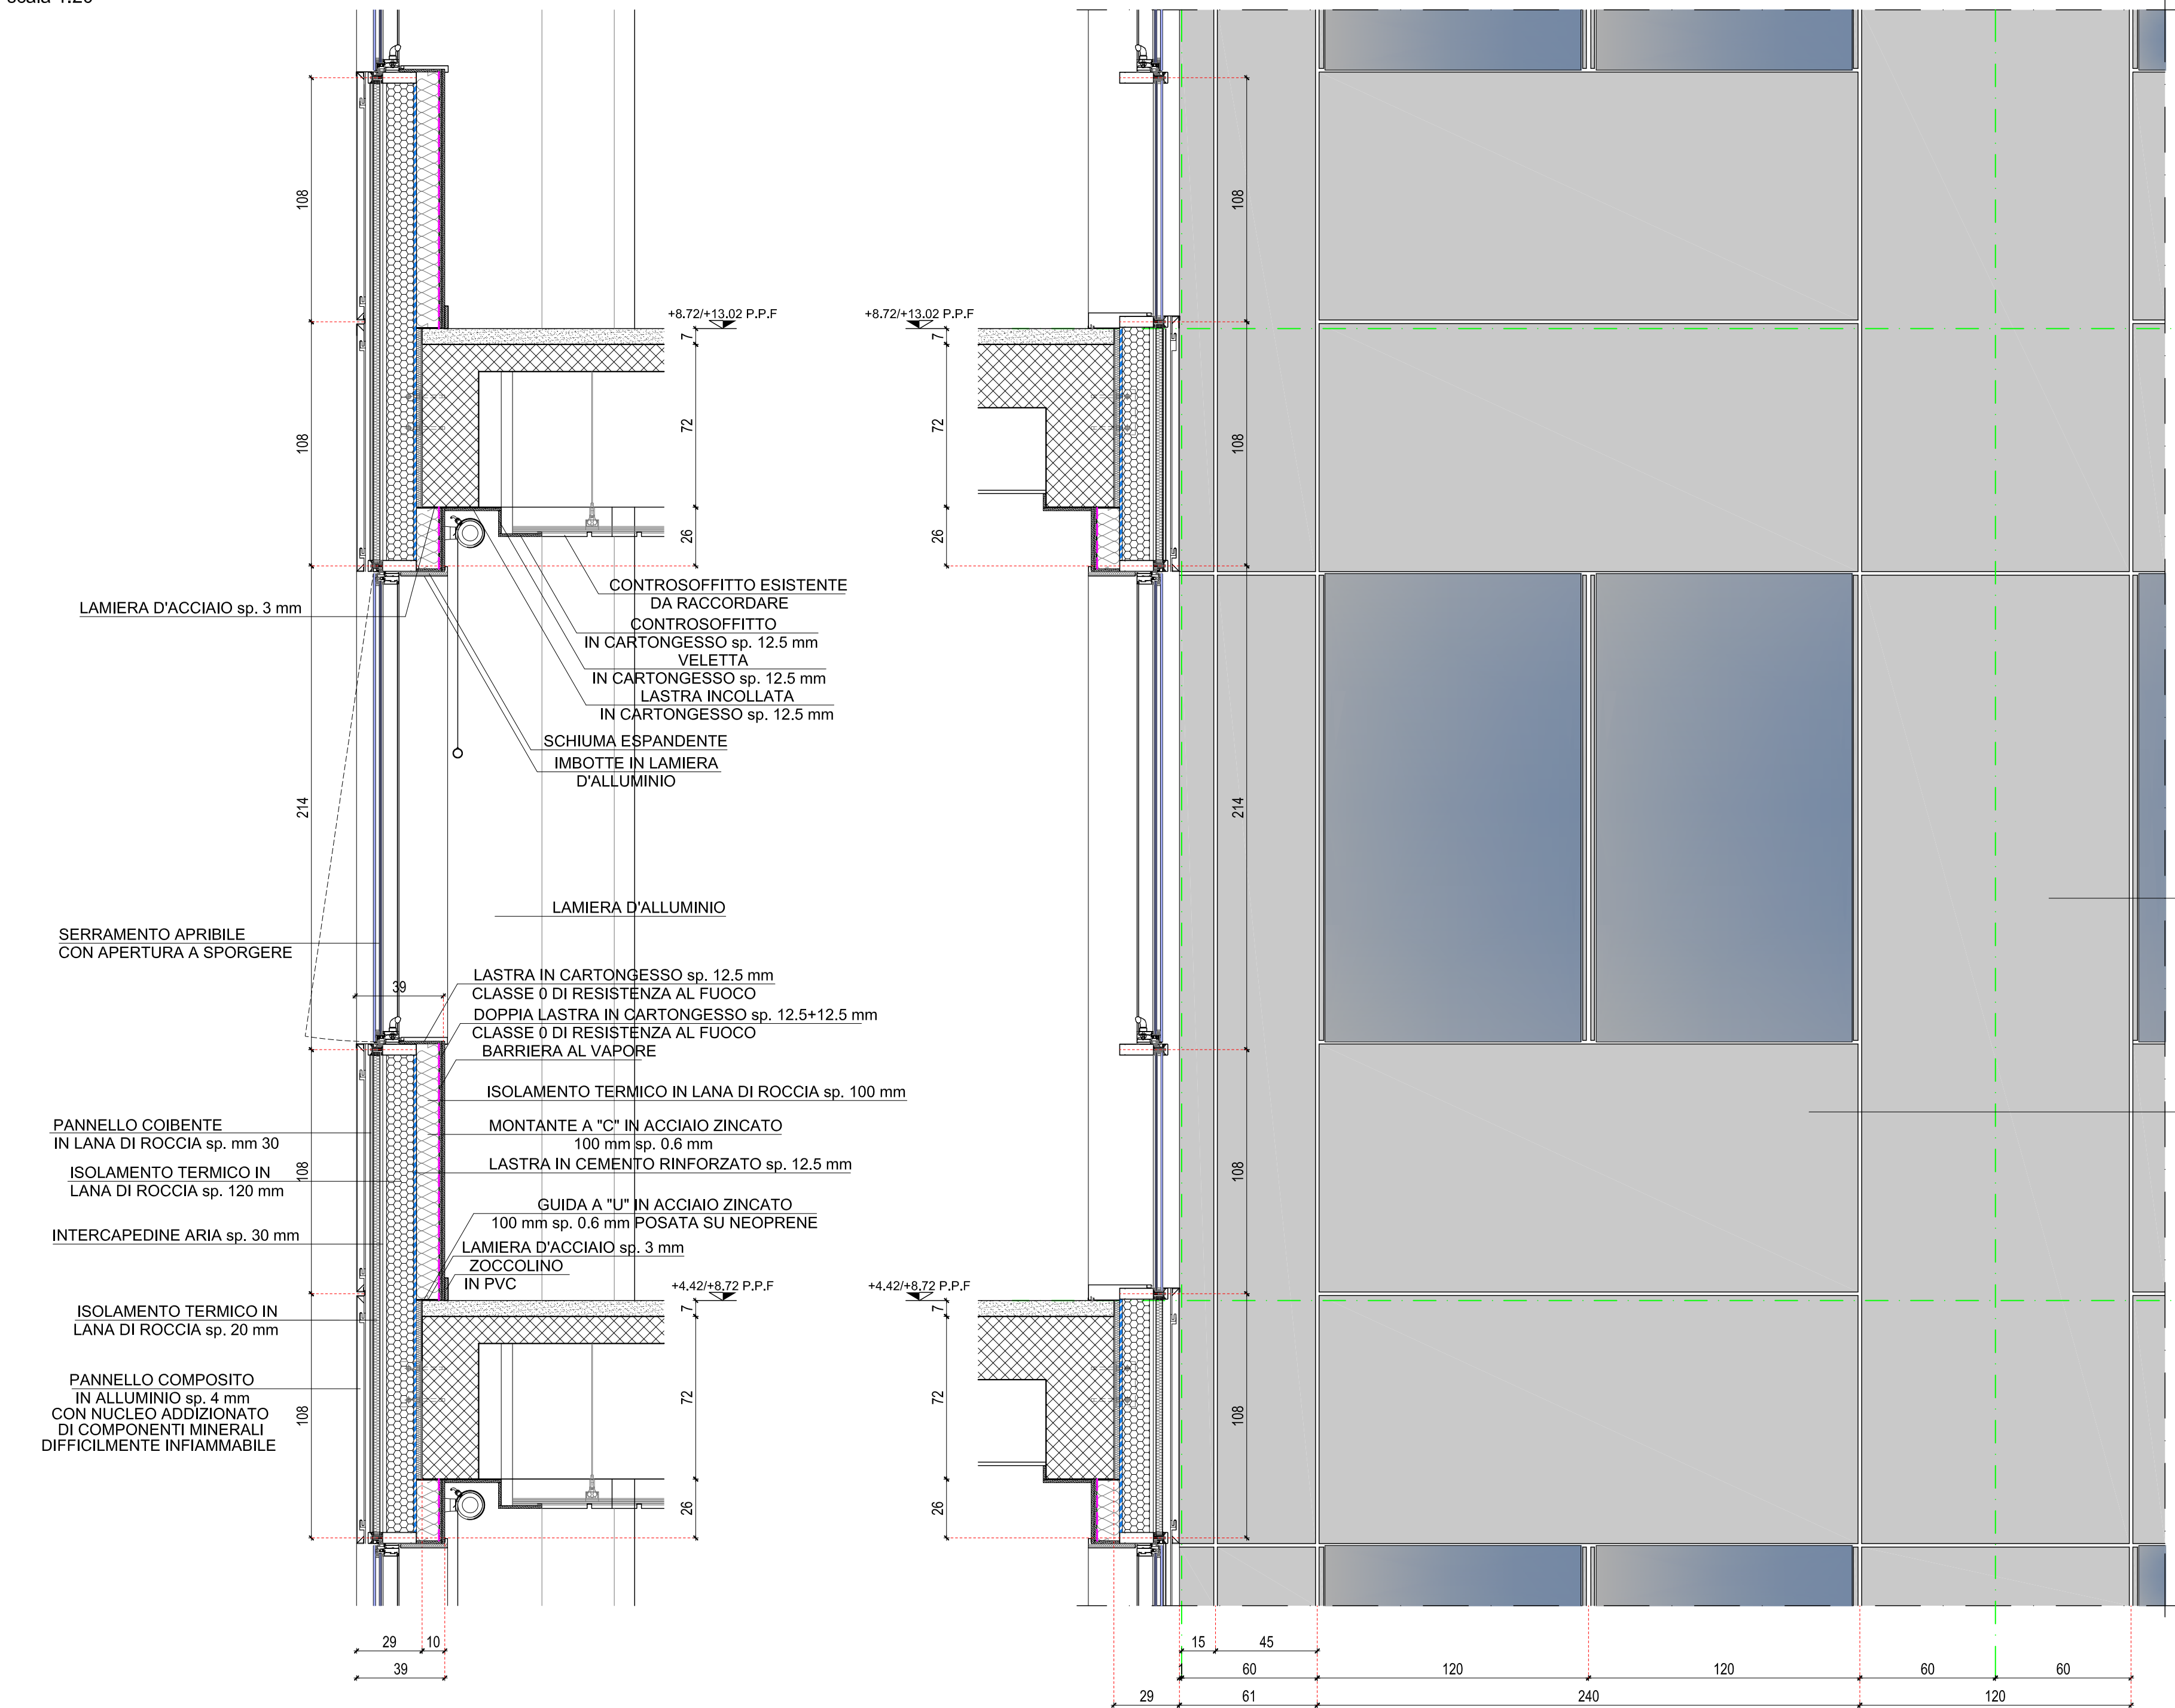 108
108
+8.72/+13.02 P.P.F
+8.72/+13.02 P.P.F
7
7
108
72
72
108
26
26
CONTROSOFFITTO ESISTENTE
DA RACCORDARE
LAMIERA D'ACCIAIO sp. 3 mm
CONTROSOFFITTO
IN CARTONGESSO sp. 12.5 mm
VELETTA
IN CARTONGESSO sp. 12.5 mm
LASTRA INCOLLATA
IN CARTONGESSO sp. 12.5 mm
SCHIUMA ESPANDENTE
IMBOTTE IN LAMIERA
D'ALLUMINIO
214
214
LAMIERA D'ALLUMINIO
SERRAMENTO APRIBILE
CON APERTURA A SPORGERE
39
LASTRA IN CARTONGESSO sp. 12.5 mm
CLASSE 0 DI RESISTENZA AL FUOCO
DOPPIA LASTRA IN CARTONGESSO sp. 12.5+12.5 mm
CLASSE 0 DI RESISTENZA AL FUOCO
BARRIERA AL VAPORE
ISOLAMENTO TERMICO IN LANA DI ROCCIA sp. 100 mm
PANNELLO COIBENTE
IN LANA DI ROCCIA sp. mm 30
MONTANTE A "C" IN ACCIAIO ZINCATO
100 mm sp. 0.6 mm
LASTRA IN CEMENTO RINFORZATO sp. 12.5 mm
ISOLAMENTO TERMICO IN
LANA DI ROCCIA sp. 120 mm
108
108
GUIDA A "U" IN ACCIAIO ZINCATO
100 mm sp. 0.6 mm POSATA SU NEOPRENE
INTERCAPEDINE ARIA sp. 30 mm
LAMIERA D'ACCIAIO sp. 3 mm
ZOCCOLINO
IN PVC
+4.42/+8.72 P.P.F
+4.42/+8.72 P.P.F
7
7
ISOLAMENTO TERMICO IN
LANA DI ROCCIA sp. 20 mm
PANNELLO COMPOSITO
IN ALLUMINIO sp. 4 mm
CON NUCLEO ADDIZIONATO
DI COMPONENTI MINERALI
DIFFICILMENTE INFIAMMABILE
108
72
72
108
26
26
29 10
15 45
39
1 60 120 120 60 60
29 61 240 120